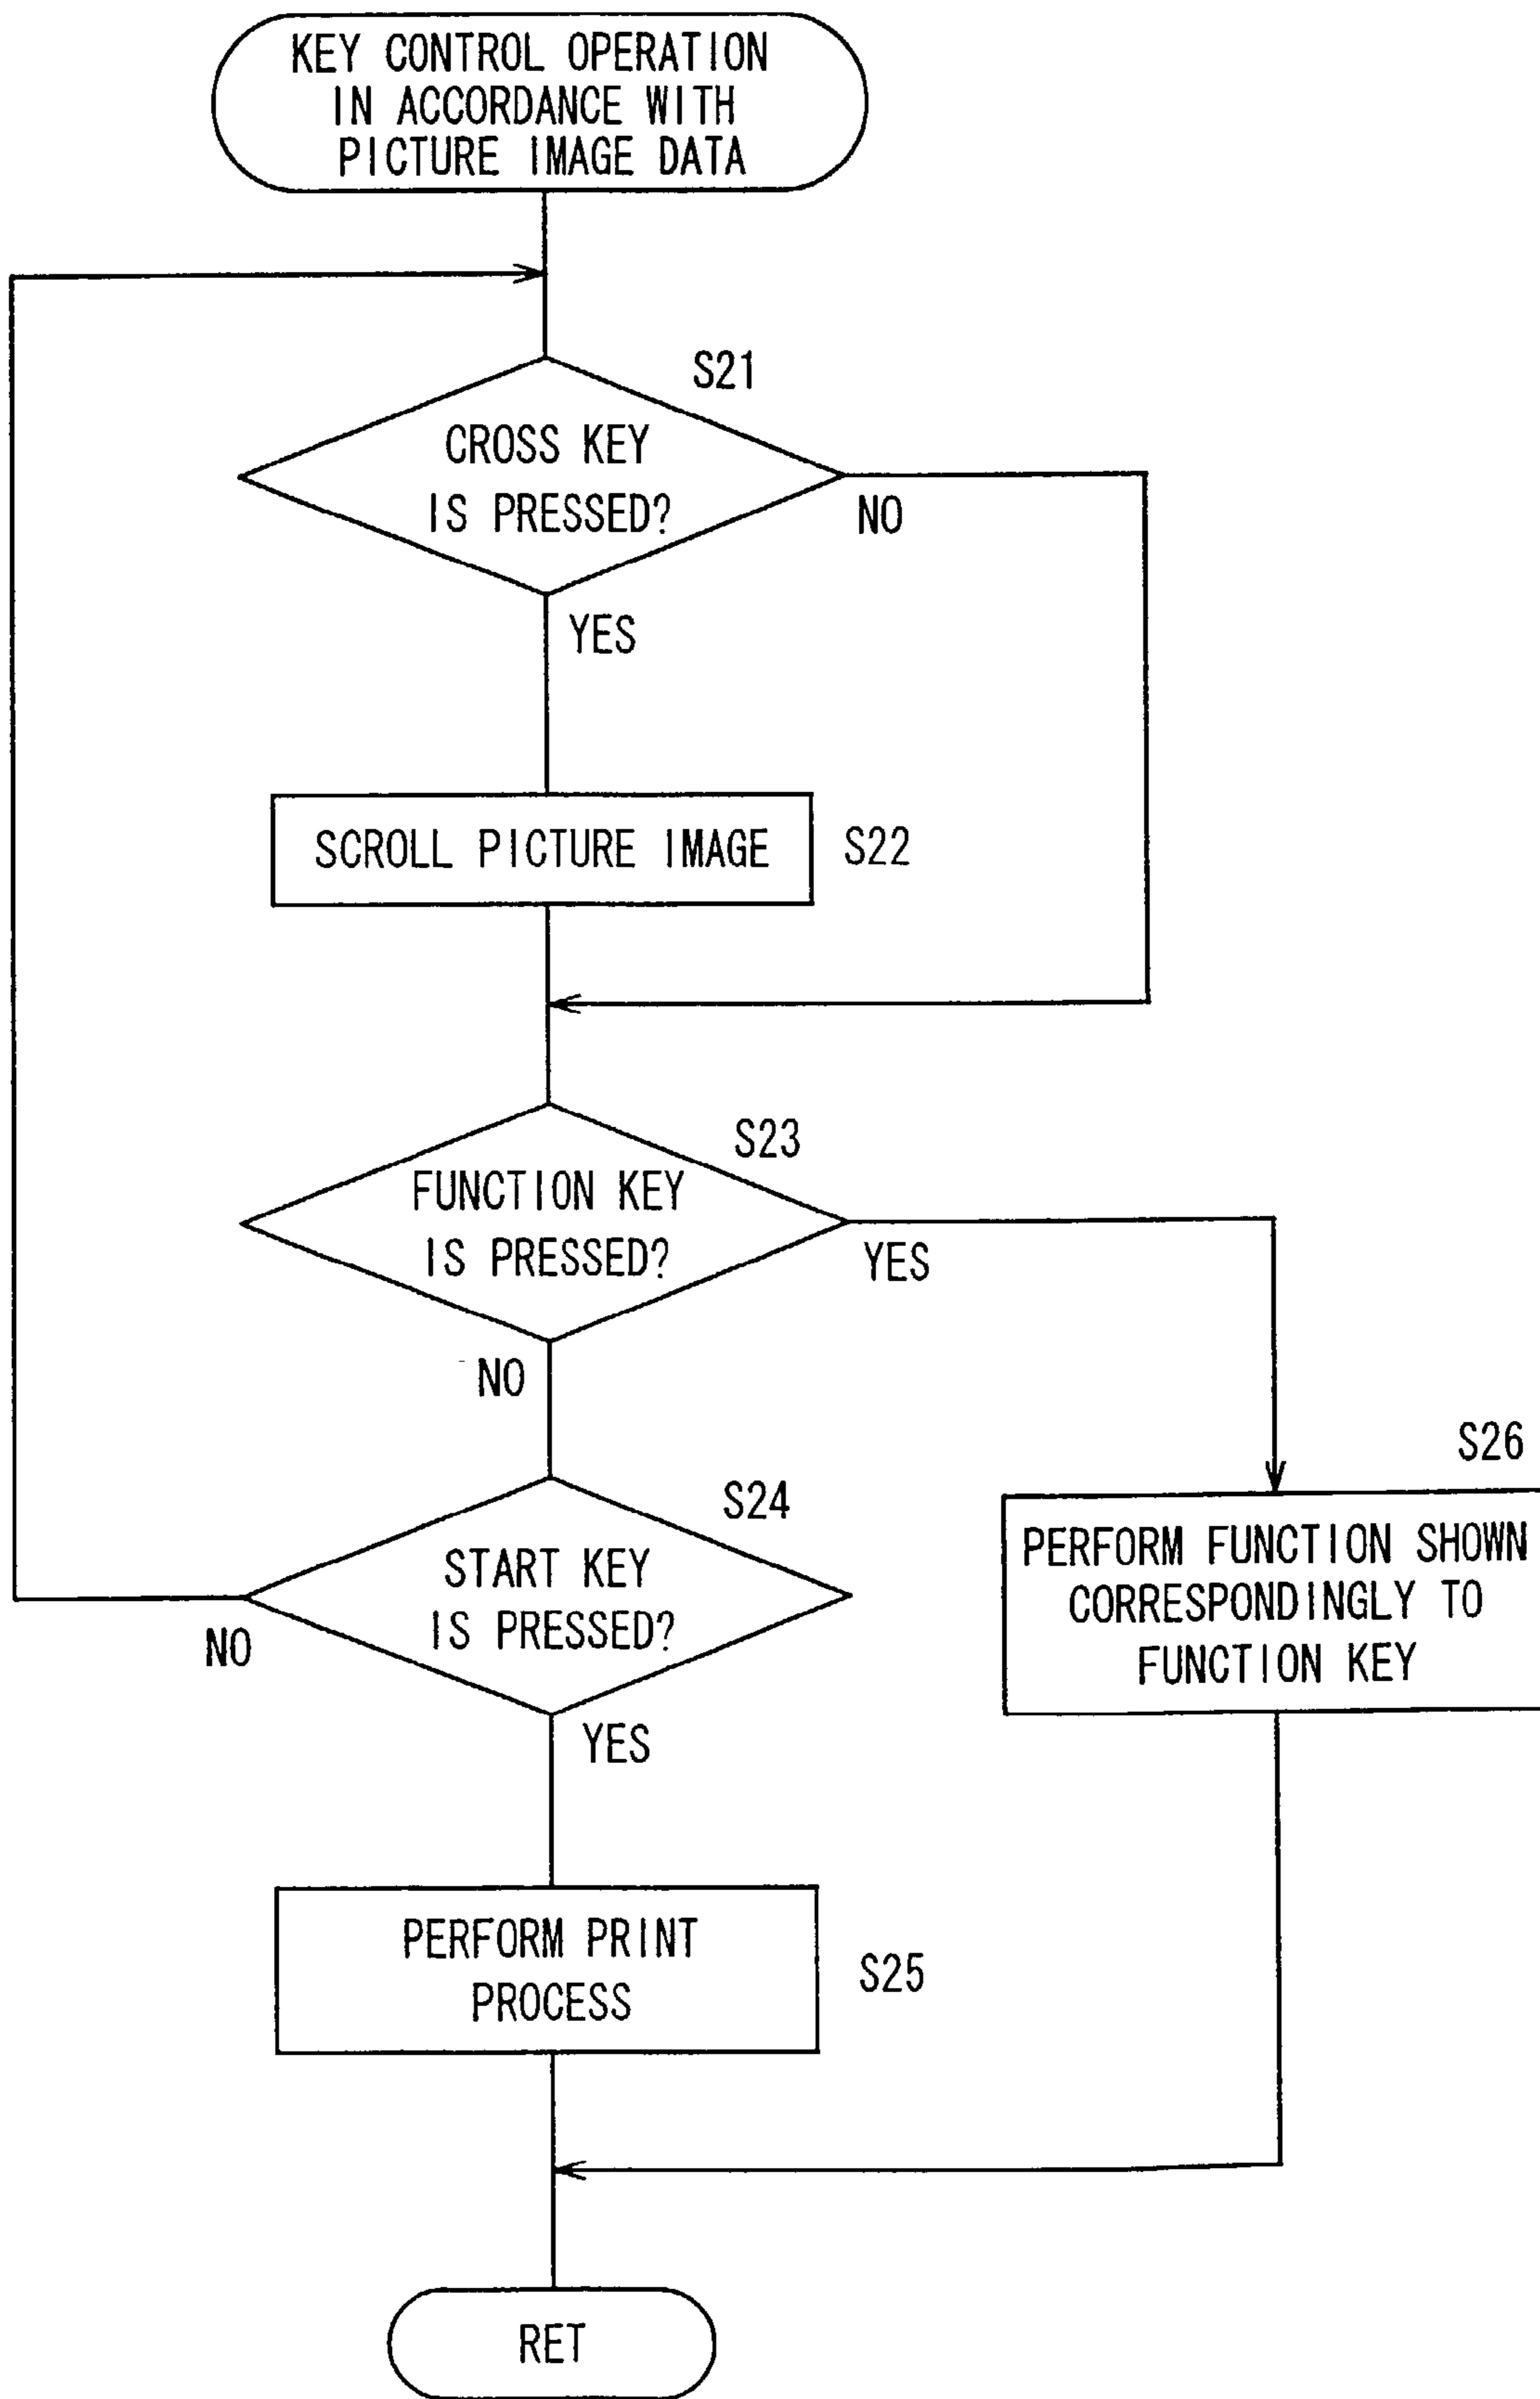 KEY CONTROL OPERATION
IN ACCORDANCE WITH
PICTURE IMAGE DATA
S21
CROSS KEY
IS PRESSED?
NO
YES
SCROLL PICTURE IMAGE
S22
S23
FUNCTION KEY
IS PRESSED?
YES
NO
S26
PERFORM FUNCTION SHOWN
CORRESPONDINGLY TO
FUNCTION KEY
S24
START KEY
IS PRESSED?
NO
YES
PERFORM PRINT
PROCESS
S25
RET